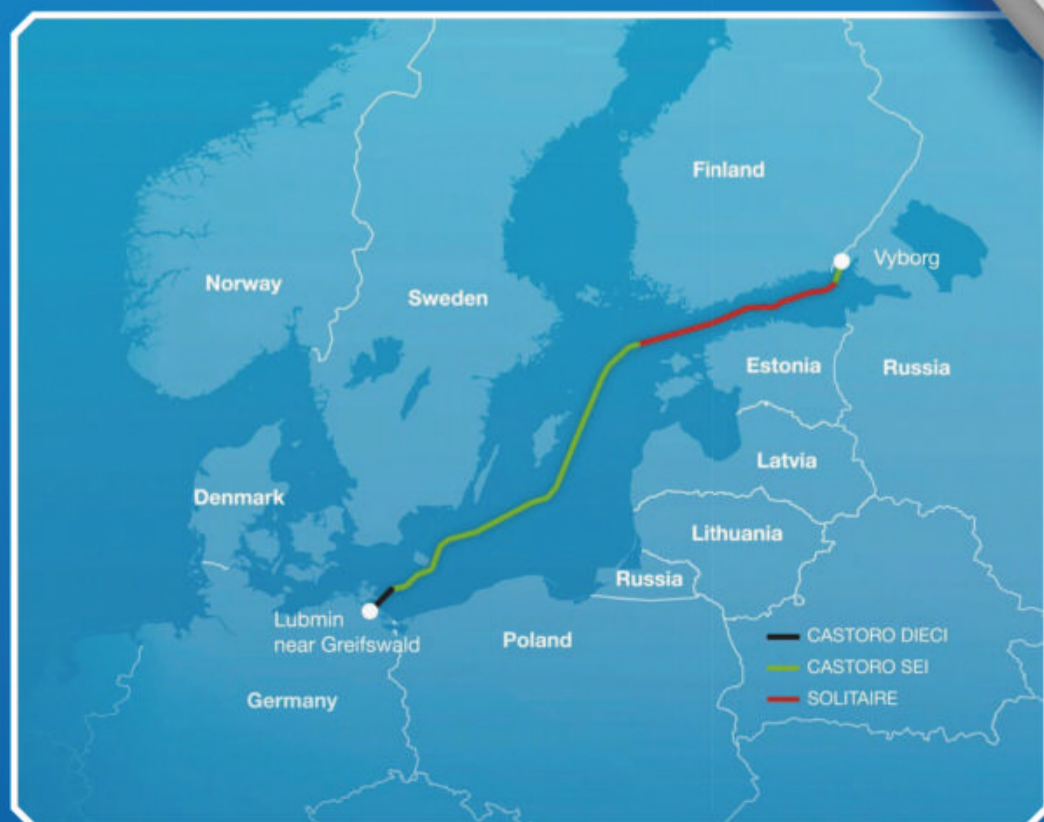 Finland
Vyborg
Norway
Sweden
Estonia
Russia
Latvia
Denmark
Lithuania
Russia
Lubmin
near Greifswald
Poland
Germany
CASTORO DIECI
CASTORO SEI
SOLITAIRE